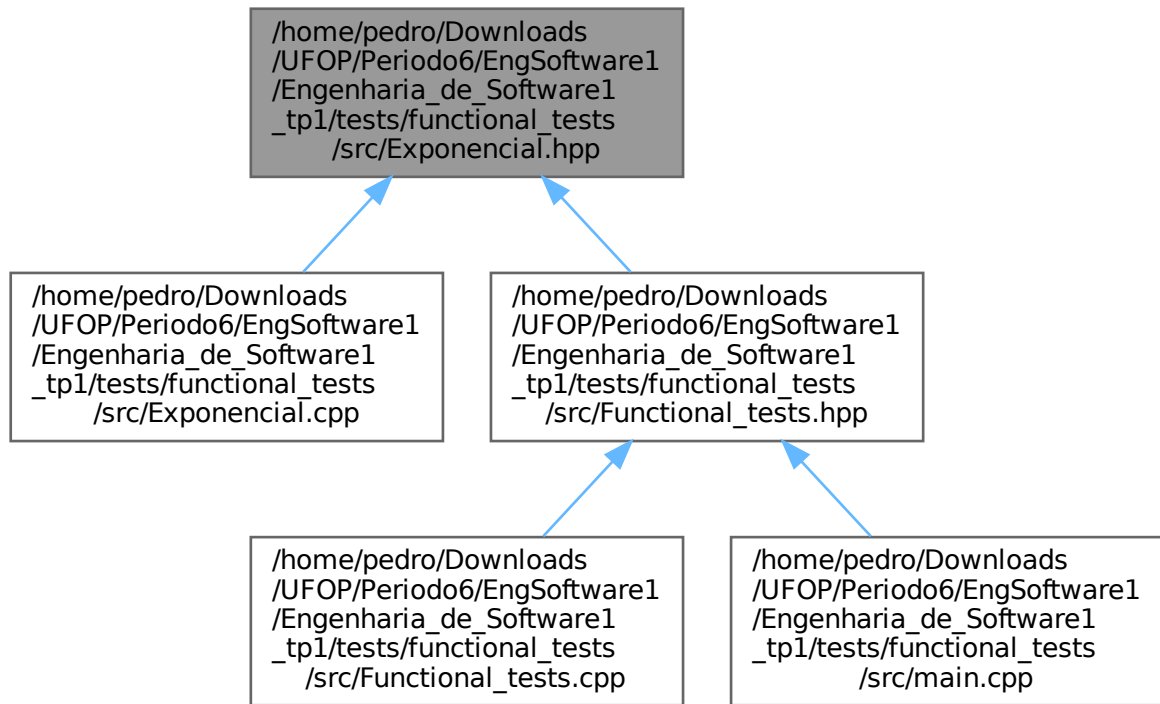 /home/pedro/Downloads
/UFOP/Periodo6/EngSoftware1
/Engenharia_de_Software1
_tp1/tests/functional_tests
/src/Exponencial.hpp
/home/pedro/Downloads
/UFOP/Periodo6/EngSoftware1
/Engenharia_de_Software1
_tp1/tests/functional_tests
/src/Exponencial.cpp
/home/pedro/Downloads
/UFOP/Periodo6/EngSoftware1
/Engenharia_de_Software1
_tp1/tests/functional_tests
/src/Functional_tests.hpp
/home/pedro/Downloads
/UFOP/Periodo6/EngSoftware1
/Engenharia_de_Software1
_tp1/tests/functional_tests
/src/Functional_tests.cpp
/home/pedro/Downloads
/UFOP/Periodo6/EngSoftware1
/Engenharia_de_Software1
_tp1/tests/functional_tests
/src/main.cpp